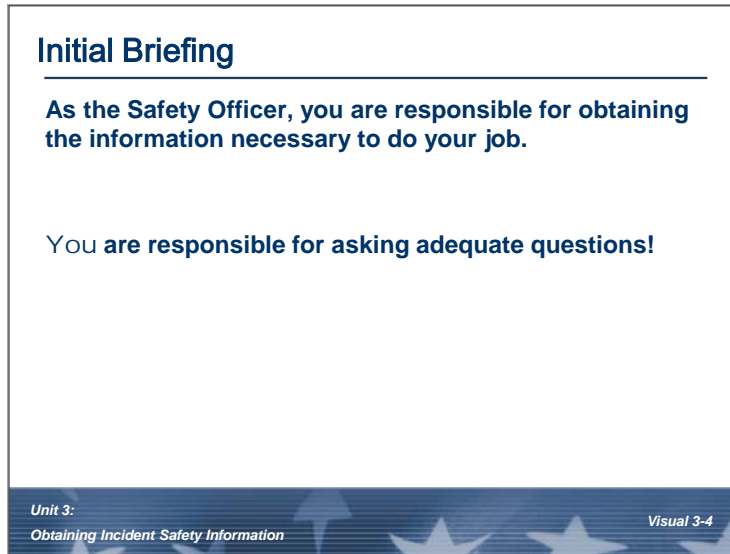 Initial Briefing
As the Safety Officer, you are responsible for obtaining
the information necessary to do your job.
You are responsible for asking adequate questions!
Unit 3:
Obtaining Incident Safety Information
Visual 3-4